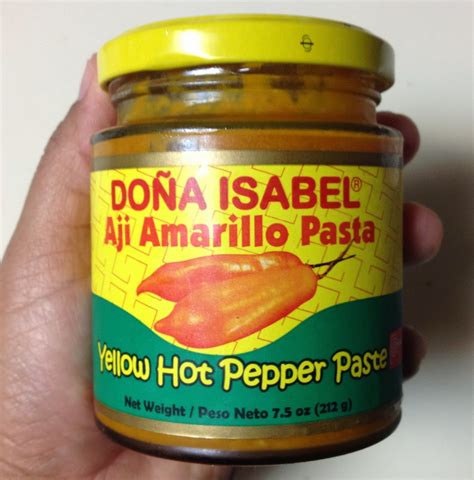 DOÑA ISABEL®
Aji Amarillo Pasta
Yellow Hot Pepper Paste
Net Weight / Peso Neto 7.5 oz (212 g)